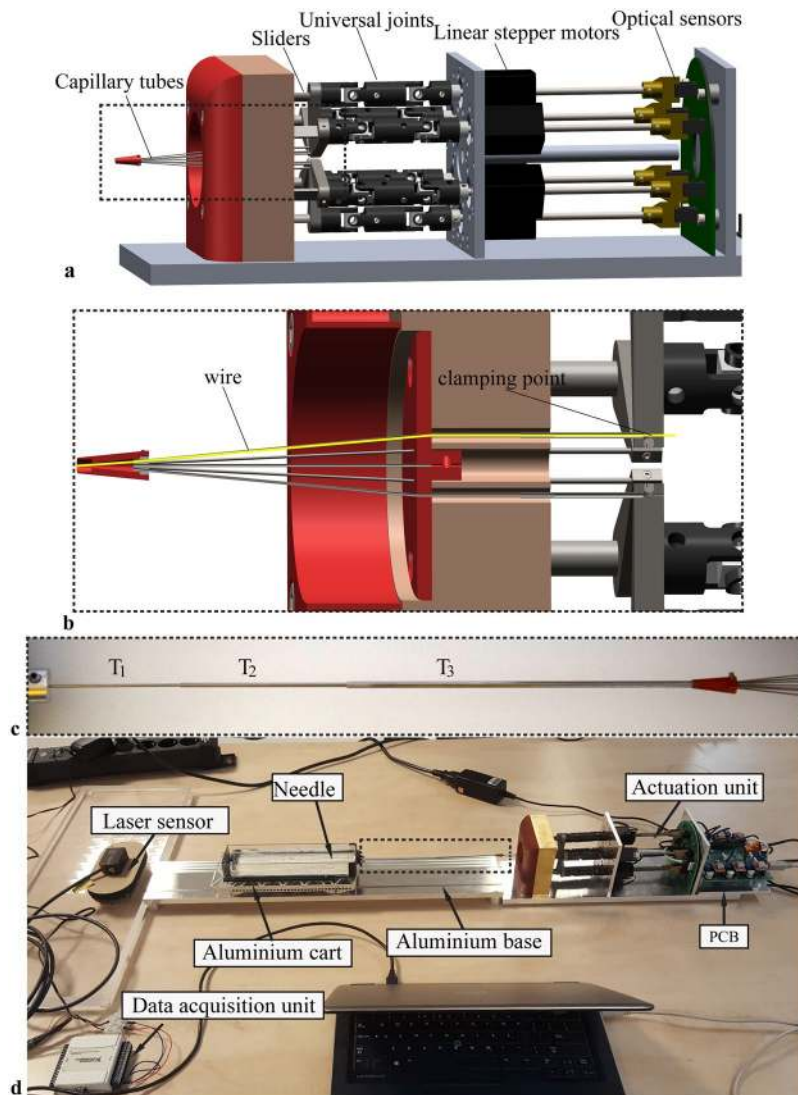 Universal joints
Optical sensors
Linear stepper motors
Sliders
Capillary tubes
a
wire
clamping point
b
T1
T2
T3
c
Needle
Actuation unit
Laser sensor
Aluminium cart
Aluminium base
PCB
Data acquisition unit
d